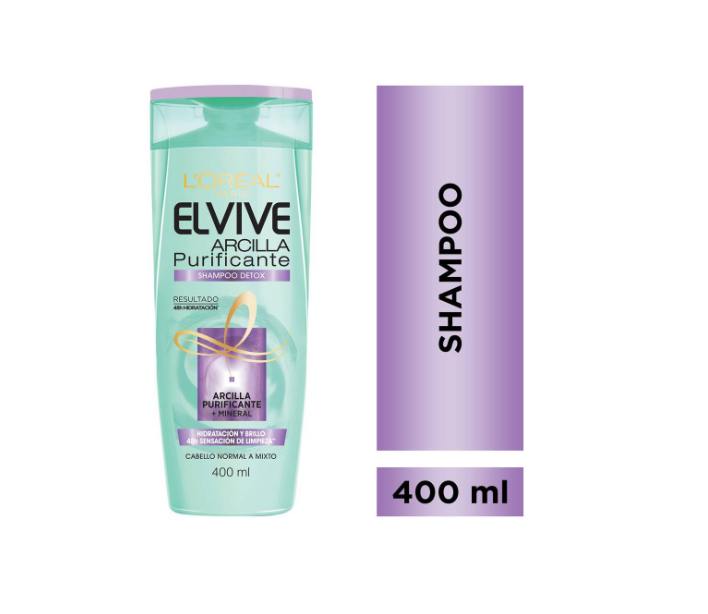 L'ORÉAL
PARIS
ELVIVE
ARCILLA
Purificante
SHAMPOO DETOX
RESULTADO
48h HIDRATACIÓN*
ARCILLA
PURIFICANTE
+ MINERAL
HIDRATACIÓN Y BRILLO
48h SENSACIÓN DE LIMPIEZA**
CABELLO NORMAL A MIXTO
400 ml
SHAMPOO
400 ml